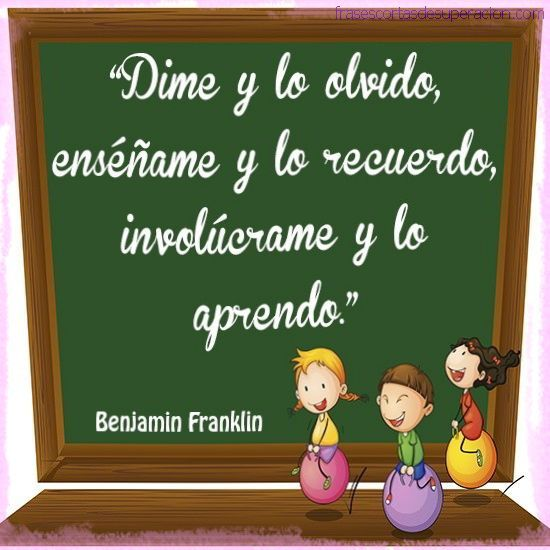 frasescortasdesuperacion.com
“Dime y lo olvido,
enséñame y lo recuerdo,
involúcrame y lo
aprendo.”
Benjamin Franklin